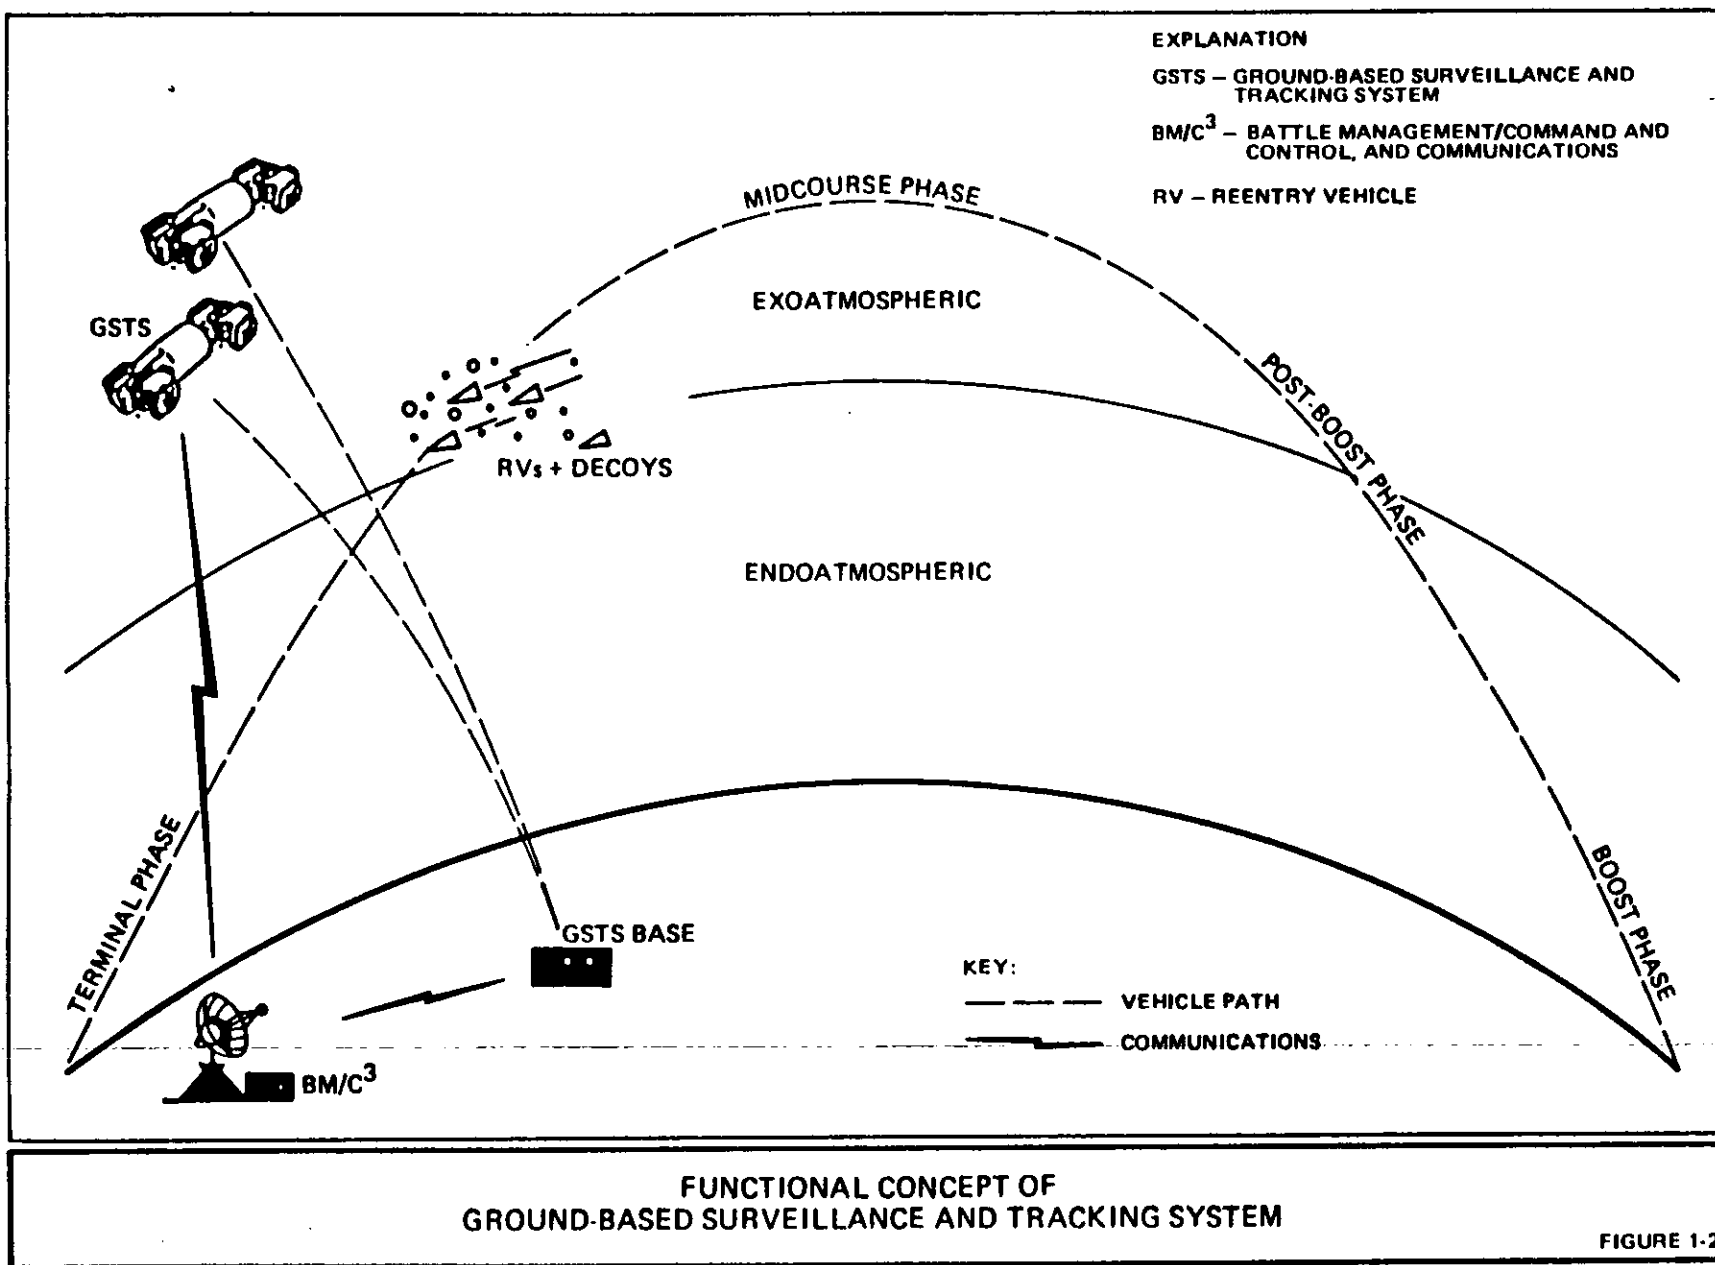 EXPLANATION
GSTS – GROUND-BASED SURVEILLANCE AND
TRACKING SYSTEM
BM/C³ – BATTLE MANAGEMENT/COMMAND AND
CONTROL, AND COMMUNICATIONS
RV – REENTRY VEHICLE
MIDCOURSE PHASE
EXOATMOSPHERIC
GSTS
POST-BOOST PHASE
RVs + DECOYS
ENDOATMOSPHERIC
TERMINAL PHASE
BOOST PHASE
GSTS BASE
KEY:
VEHICLE PATH
COMMUNICATIONS
BM/C³
FUNCTIONAL CONCEPT OF
GROUND-BASED SURVEILLANCE AND TRACKING SYSTEM
FIGURE 1-2